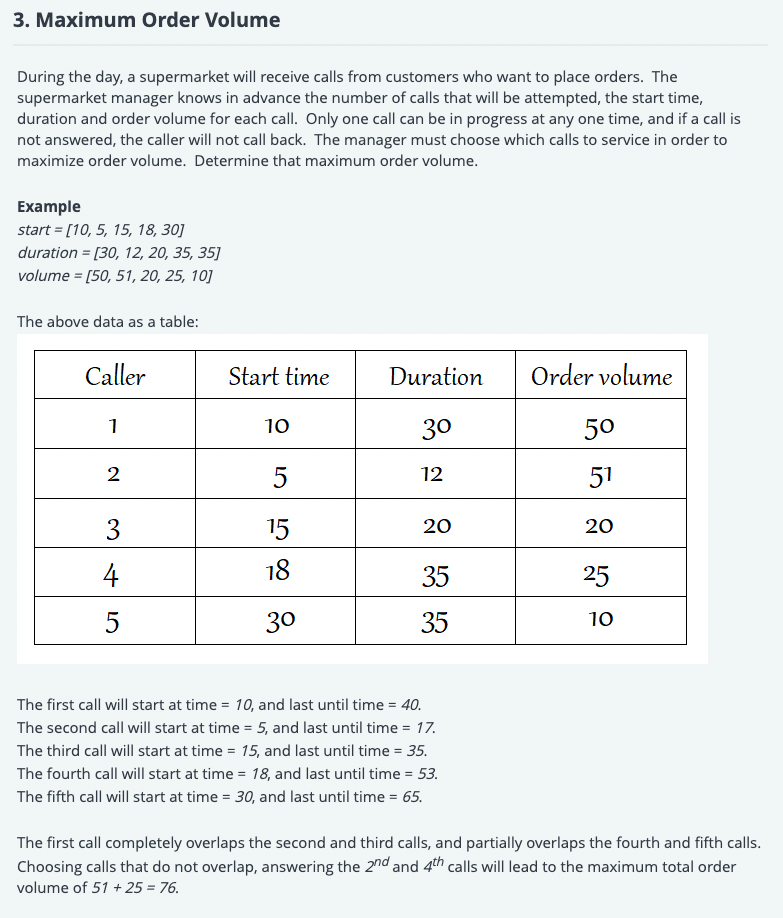 3. Maximum Order Volume
During the day, a supermarket will receive calls from customers who want to place orders.  The
supermarket manager knows in advance the number of calls that will be attempted, the start time,
duration and order volume for each call.  Only one call can be in progress at any one time, and if a call is
not answered, the caller will not call back.  The manager must choose which calls to service in order to
maximize order volume.  Determine that maximum order volume.
Example
start = [10, 5, 15, 18, 30]
duration = [30, 12, 20, 35, 35]
volume = [50, 51, 20, 25, 10]
The above data as a table:
Caller Start time Duration Order volume
1 10 30 50
2 5 12 51
3 15 20 20
4 18 35 25
5 30 35 10
The first call will start at time = 10, and last until time = 40.
The second call will start at time = 5, and last until time = 17.
The third call will start at time = 15, and last until time = 35.
The fourth call will start at time = 18, and last until time = 53.
The fifth call will start at time = 30, and last until time = 65.
The first call completely overlaps the second and third calls, and partially overlaps the fourth and fifth calls.
Choosing calls that do not overlap, answering the 2nd and 4th calls will lead to the maximum total order
volume of 51 + 25 = 76.